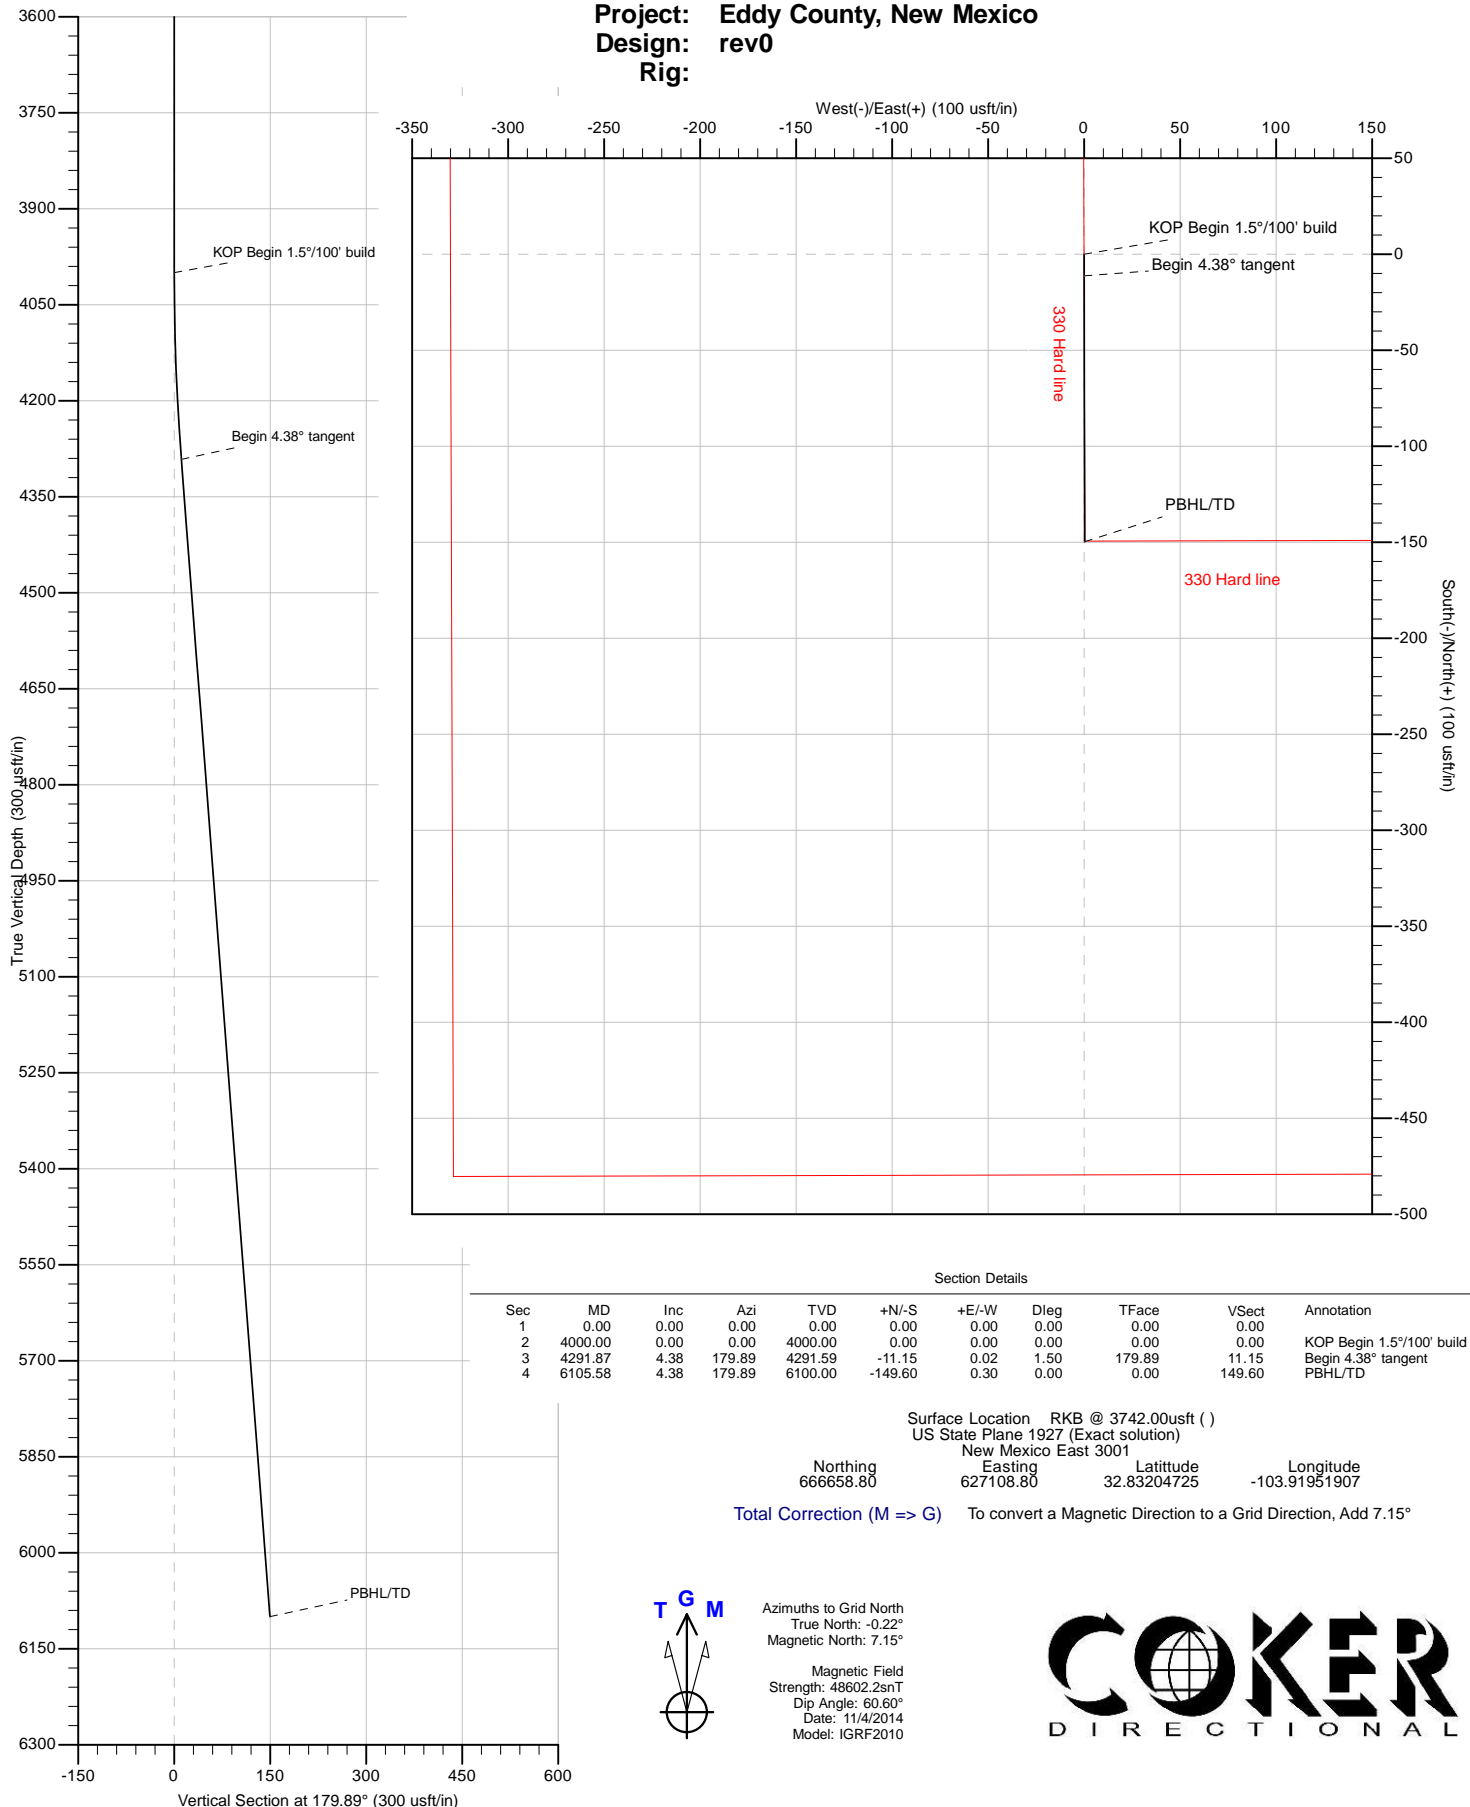 Project: Eddy County, New Mexico
Design: rev0
Rig:
3600
3750
3900
4050
4200
4350
4500
4650
4800
4950
5100
5250
5400
5550
5700
5850
6000
6150
6300
True Vertical Depth (300 usft/in)
-150 0 150 300 450 600
Vertical Section at 179.89° (300 usft/in)
KOP Begin 1.5°/100' build
Begin 4.38° tangent
PBHL/TD
West(-)/East(+) (100 usft/in)
-350 -300 -250 -200 -150 -100 -50 0 50 100 150
50
0
-50
-100
-150
-200
-250
-300
-350
-400
-450
-500
South(-)/North(+) (100 usft/in)
KOP Begin 1.5°/100' build
Begin 4.38° tangent
330 Hard line
PBHL/TD
330 Hard line
Section Details
Sec MD Inc Azi TVD +N/-S +E/-W Dleg TFace VSect Annotation
1 0.00 0.00 0.00 0.00 0.00 0.00 0.00 0.00 0.00
2 4000.00 0.00 0.00 4000.00 0.00 0.00 0.00 0.00 0.00 KOP Begin 1.5°/100' build
3 4291.87 4.38 179.89 4291.59 -11.15 0.02 1.50 179.89 11.15 Begin 4.38° tangent
4 6105.58 4.38 179.89 6100.00 -149.60 0.30 0.00 0.00 149.60 PBHL/TD
Surface Location RKB @ 3742.00usft ( )
US State Plane 1927 (Exact solution)
New Mexico East 3001
Northing Easting Latittude Longitude
666658.80 627108.80 32.83204725 -103.91951907
Total Correction (M => G) To convert a Magnetic Direction to a Grid Direction, Add 7.15°
T G M
Azimuths to Grid North
True North: -0.22°
Magnetic North: 7.15°
Magnetic Field
Strength: 48602.2snT
Dip Angle: 60.60°
Date: 11/4/2014
Model: IGRF2010
COKER
DIRECTIONAL